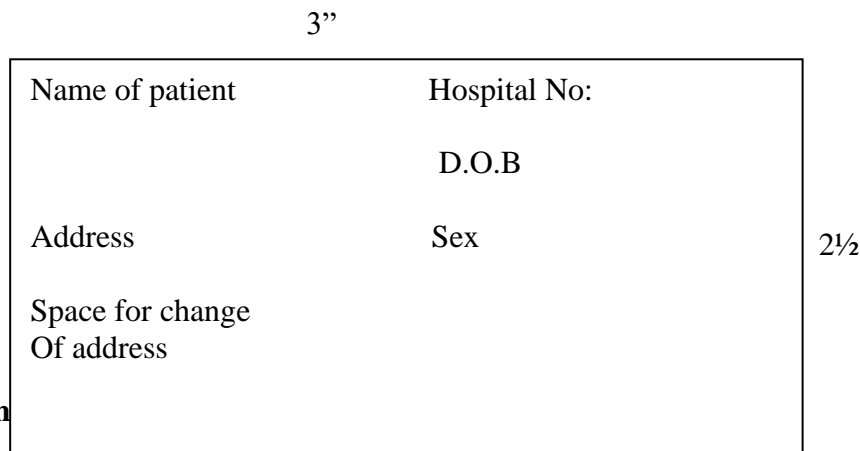 3”
Name of patient Hospital No:
D.O.B
Address Sex
2½
Space for change
Of address